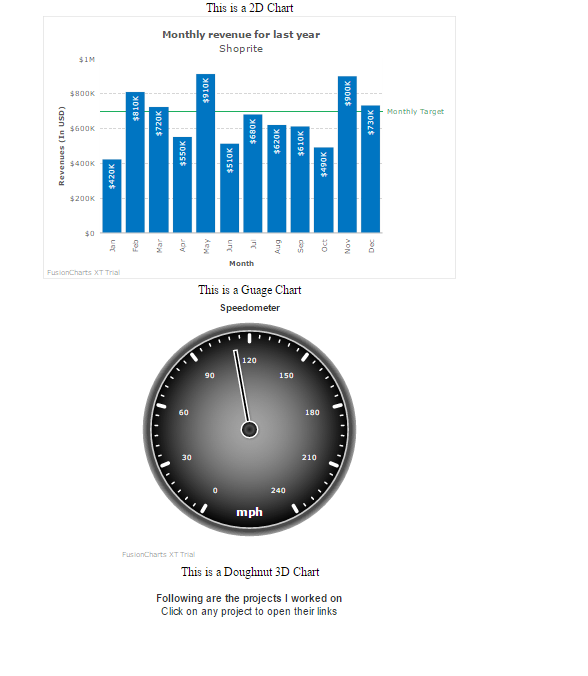 This is a 2D Chart
Monthly revenue for last year
Shoprite
$1M
$800K
$600K
$400K
$200K
$0
Revenues (In USD)
$420K
$810K
$720K
$550K
$910K
$510K
$680K
$620K
$610K
$490K
$900K
$730K
Monthly Target
Jan
Feb
Mar
Apr
May
Jun
Jul
Aug
Sep
Oct
Nov
Dec
Month
FusionCharts XT Trial
This is a Guage Chart
Speedometer
0
30
60
90
120
150
180
210
240
mph
FusionCharts XT Trial
This is a Doughnut 3D Chart
Following are the projects I worked on
Click on any project to open their links